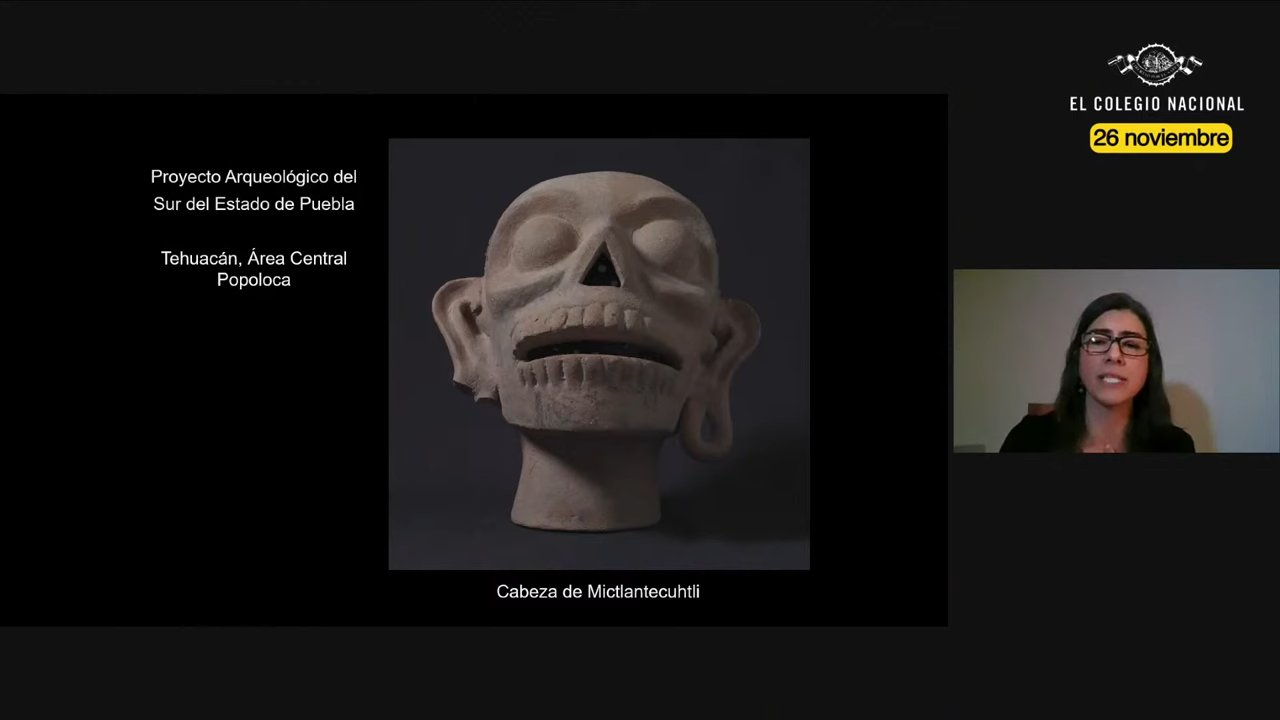 EL COLEGIO NACIONAL
26 noviembre
Proyecto Arqueológico del
Sur del Estado de Puebla
Tehuacán, Área Central
Popoloca
Cabeza de Mictlantecuhtli